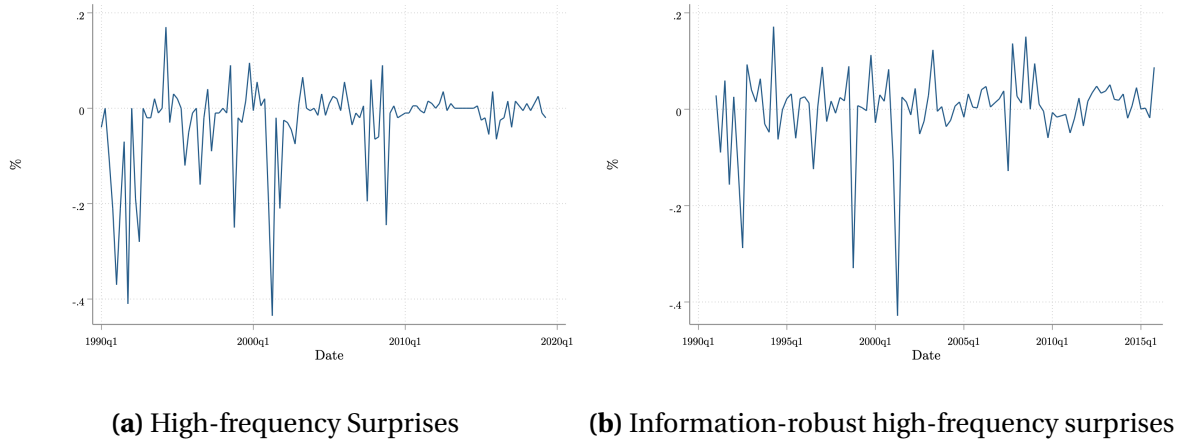 .2
0
-.2
-.4
%
1990q1
2000q1
2010q1
2020q1
Date
(a) High-frequency Surprises
.2
0
-.2
-.4
%
1990q1
1995q1
2000q1
2005q1
2010q1
2015q1
Date
(b) Information-robust high-frequency surprises